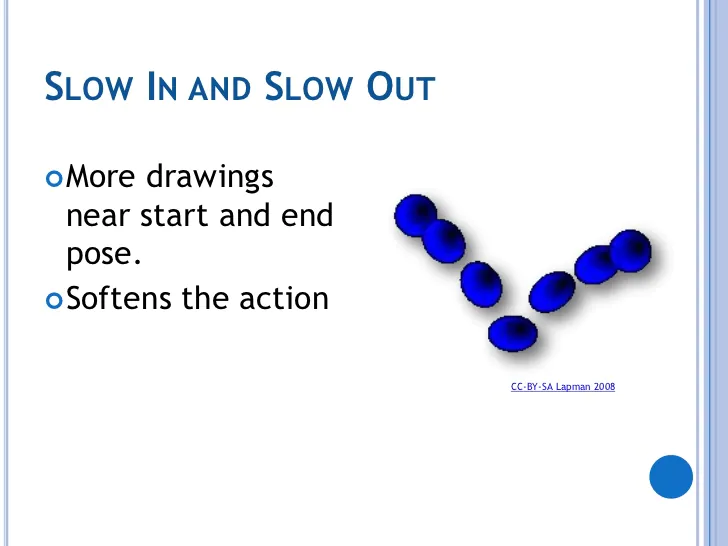 Slow In and Slow Out
More drawings
near start and end
pose.
Softens the action
CC-BY-SA Lapman 2008